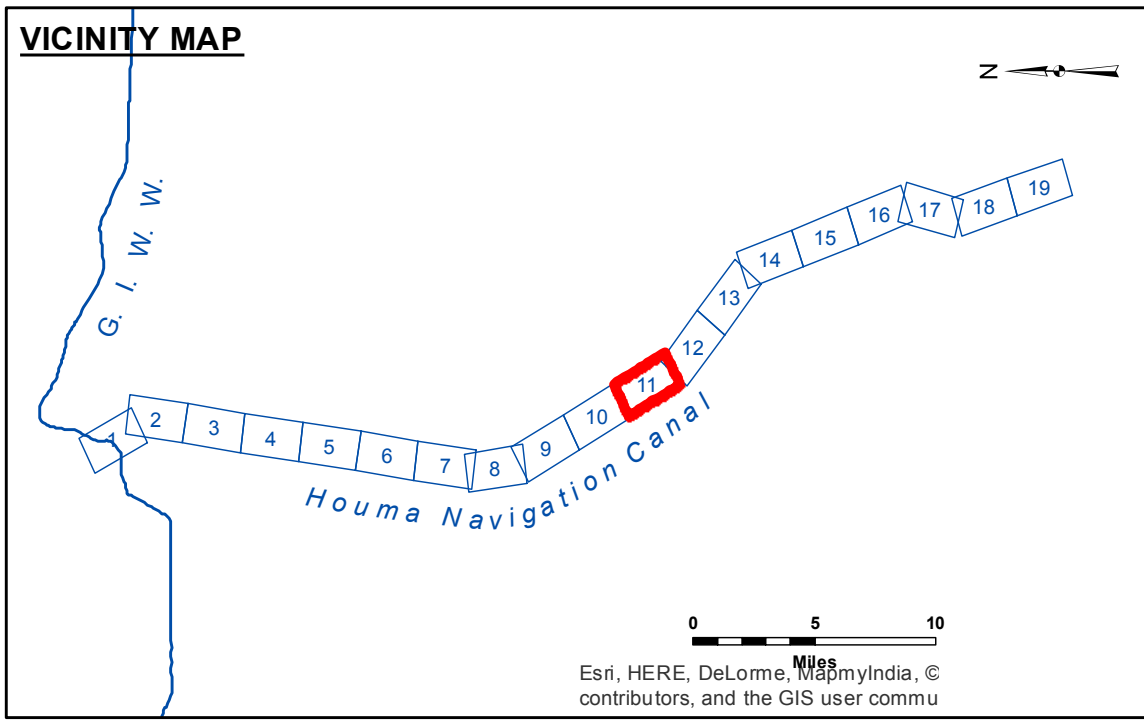 VICINITY MAP
N
G. I. W. W.
1
2
3
4
5
6
7
8
9
10
11
12
13
14
15
16
17
18
19
Houma Navigation Canal
0 5 10
Miles
Esri, HERE, DeLorme, MapmyIndia, ©
contributors, and the GIS user commu